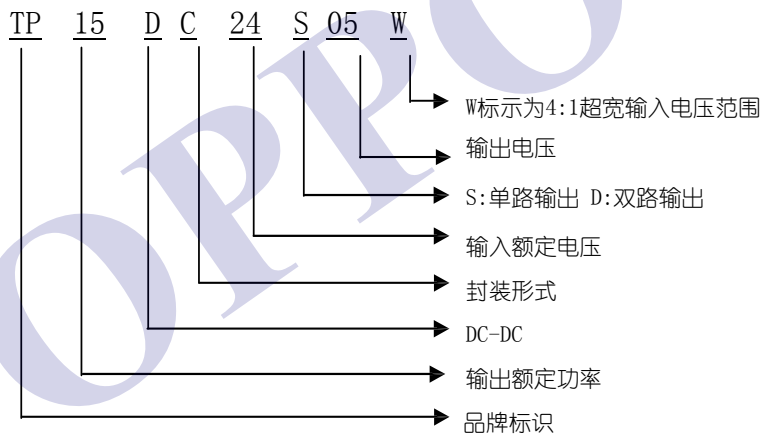 TP 15 D C 24 S 05 W
W标示为4:1超宽输入电压范围
输出电压
S:单路输出 D:双路输出
输入额定电压
封装形式
DC-DC
输出额定功率
品牌标识
OPPO